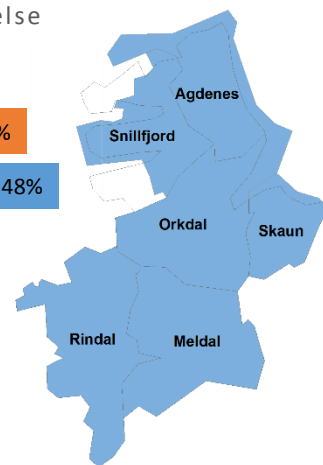 else
Agdenes
Snillfjord
%
48%
Orkdal
Skaun
Rindal
Meldal